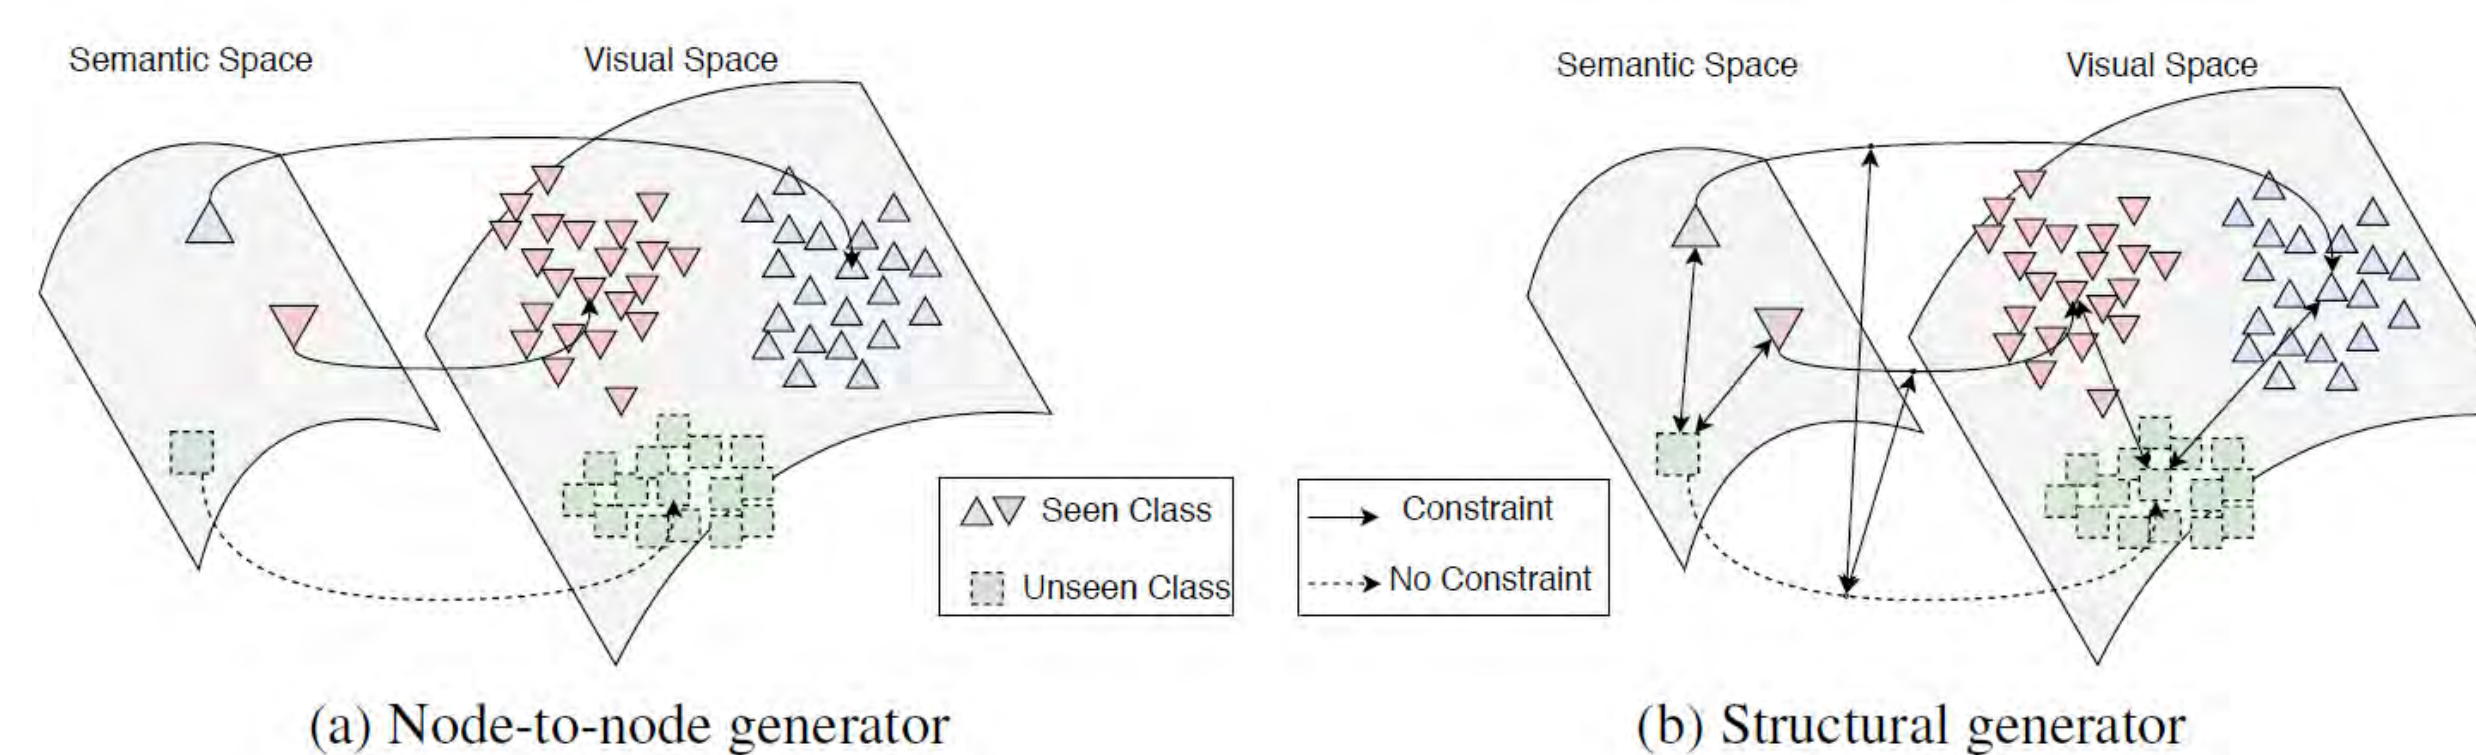 Semantic Space
Visual Space
Seen Class
Unseen Class
(a) Node-to-node generator
Semantic Space
Visual Space
Constraint
No Constraint
(b) Structural generator